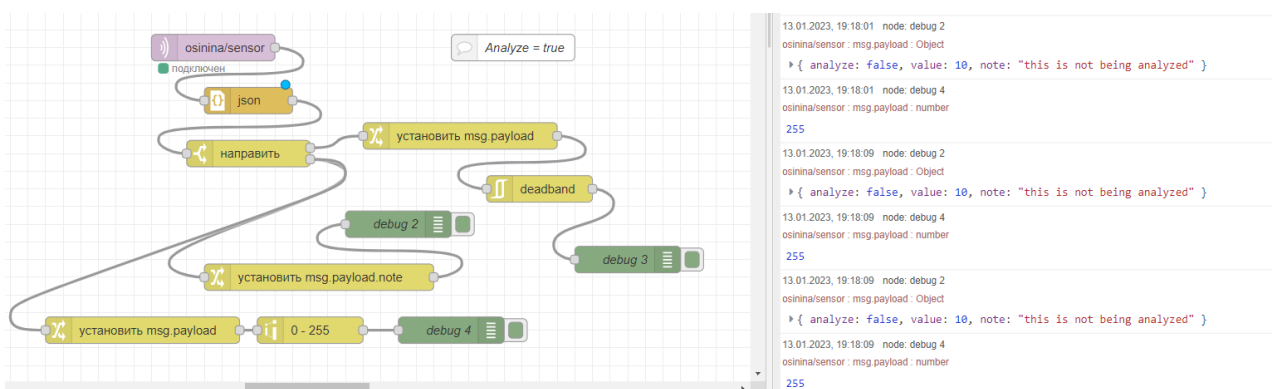 osinina/sensor
подключен
Analyze = true
json
направить
установить msg.payload
deadband
debug 2
debug 3
установить msg.payload.note
установить msg.payload
0 - 255
debug 4
13.01.2023, 19:18:01 node: debug 2
osinina/sensor : msg.payload : Object
{ analyze: false, value: 10, note: "this is not being analyzed" }
13.01.2023, 19:18:01 node: debug 4
osinina/sensor : msg.payload : number
255
13.01.2023, 19:18:09 node: debug 2
osinina/sensor : msg.payload : Object
{ analyze: false, value: 10, note: "this is not being analyzed" }
13.01.2023, 19:18:09 node: debug 4
osinina/sensor : msg.payload : number
255
13.01.2023, 19:18:09 node: debug 2
osinina/sensor : msg.payload : Object
{ analyze: false, value: 10, note: "this is not being analyzed" }
13.01.2023, 19:18:09 node: debug 4
osinina/sensor : msg.payload : number
255